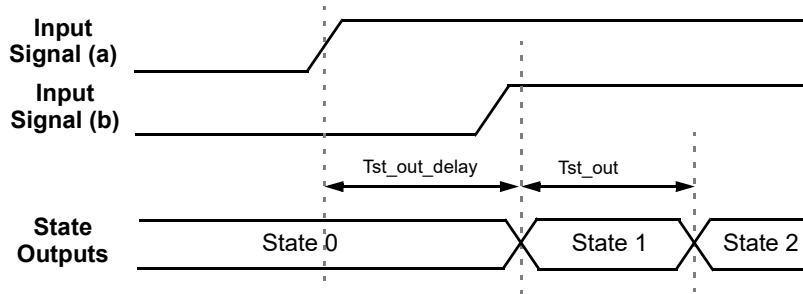 Input
Signal (a)
Input
Signal (b)
Tst_out_delay
Tst_out
State
Outputs
State 0
State 1
State 2